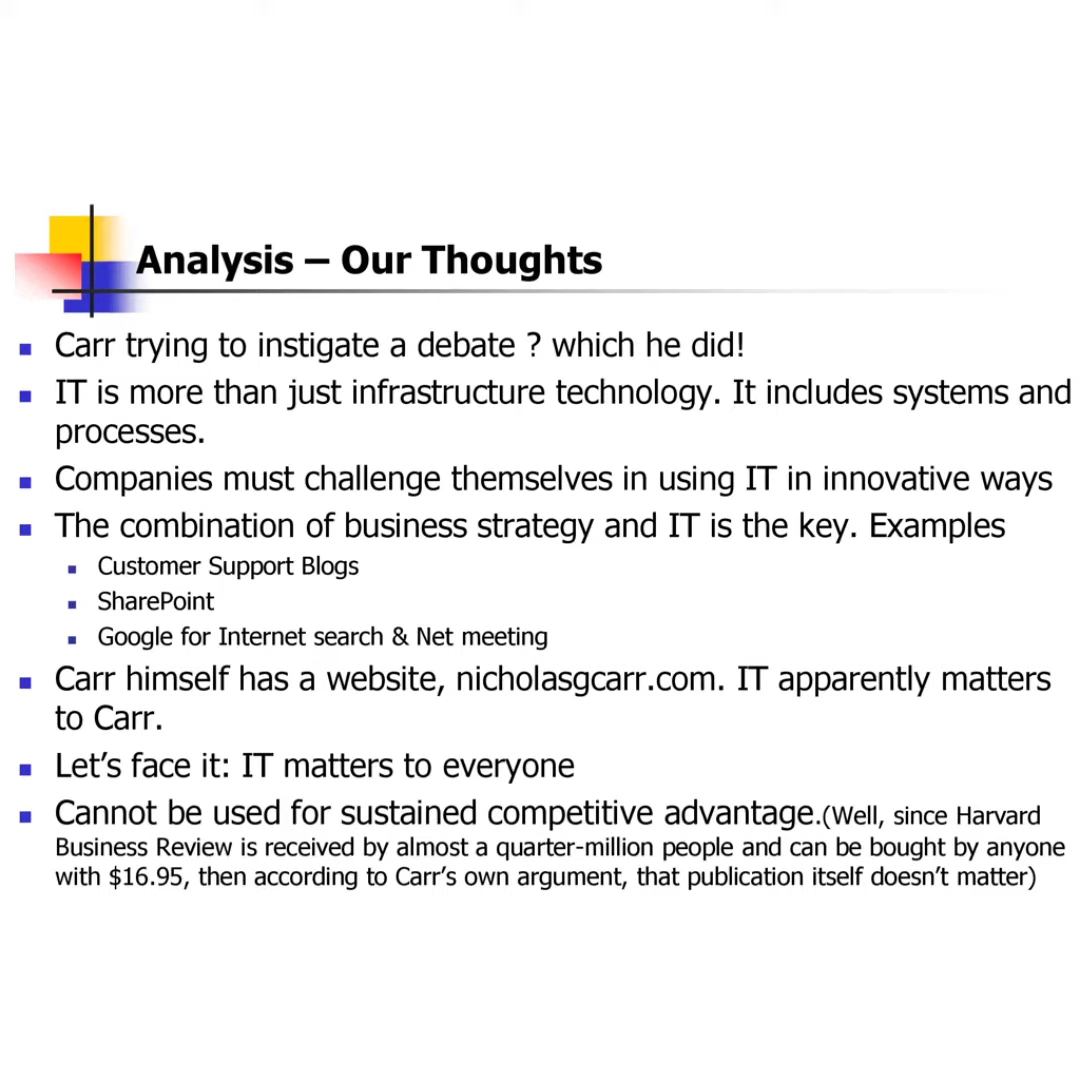 Analysis – Our Thoughts
Carr trying to instigate a debate ? which he did!
IT is more than just infrastructure technology. It includes systems and
processes.
Companies must challenge themselves in using IT in innovative ways
The combination of business strategy and IT is the key. Examples
Customer Support Blogs
SharePoint
Google for Internet search & Net meeting
Carr himself has a website, nicholasgcarr.com. IT apparently matters
to Carr.
Let’s face it: IT matters to everyone
Cannot be used for sustained competitive advantage.(Well, since Harvard
Business Review is received by almost a quarter-million people and can be bought by anyone
with $16.95, then according to Carr’s own argument, that publication itself doesn’t matter)